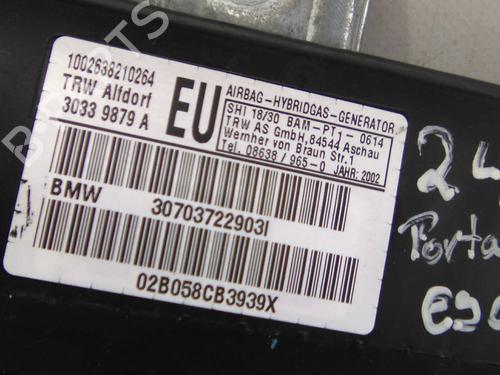 1002638210264
TRW Alfdorf
3033 9879 A
EU
AIRBAG-HYBRIDGAS-GENERATOR
SHI 18/30 BAM-PT1-0614
TRW AS GmbH, 84544 Aschau
Wernher von Braun Str. 1
Tel. 08638/965-0 JAHR: 2002
BMW
30703722903I
02B058CB3939X
Porta